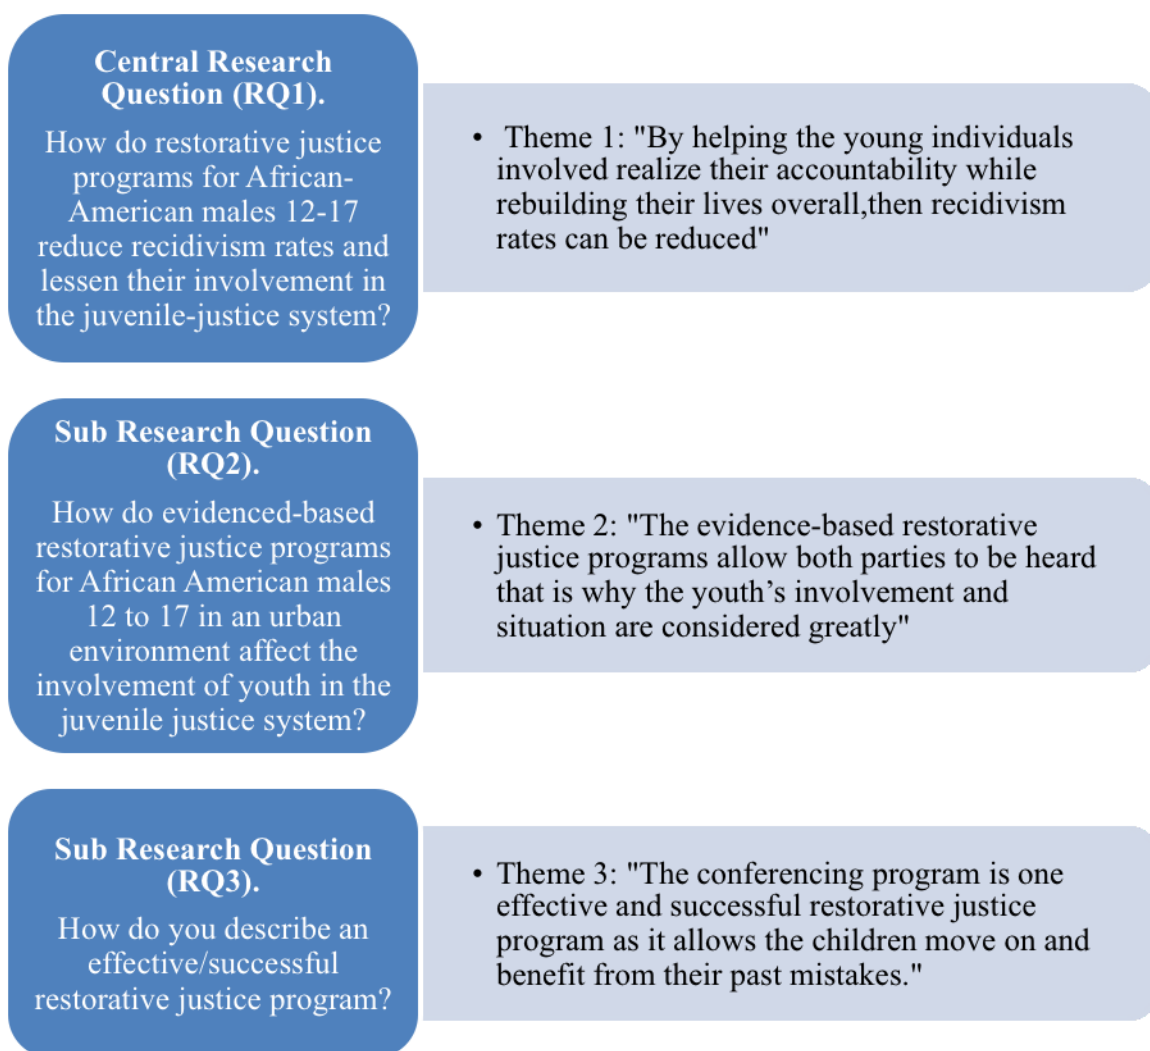 Central Research
Question (RQ1).
How do restorative justice
programs for African-
American males 12-17
reduce recidivism rates and
lessen their involvement in
the juvenile-justice system?
• Theme 1: "By helping the young individuals
involved realize their accountability while
rebuilding their lives overall,then recidivism
rates can be reduced"
Sub Research Question
(RQ2).
How do evidenced-based
restorative justice programs
for African American males
12 to 17 in an urban
environment affect the
involvement of youth in the
juvenile justice system?
• Theme 2: "The evidence-based restorative
justice programs allow both parties to be heard
that is why the youth’s involvement and
situation are considered greatly"
Sub Research Question
(RQ3).
How do you describe an
effective/successful
restorative justice program?
• Theme 3: "The conferencing program is one
effective and successful restorative justice
program as it allows the children move on and
benefit from their past mistakes."